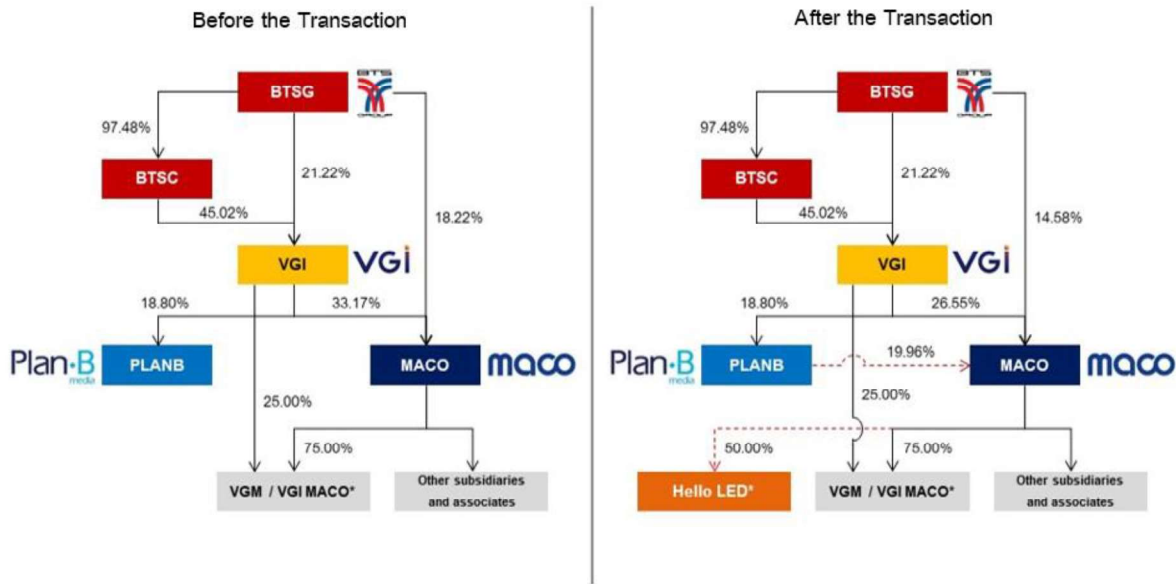 Before the Transaction
BTSG
BTS
GROUP
97.48%
BTSC
21.22%
45.02%
18.22%
VGI
VGI
18.80%
33.17%
Plan·B
media
PLANB
MACO
maco
25.00%
75.00%
VGM / VGI MACO*
Other subsidiaries
and associates
After the Transaction
BTSG
BTS
GROUP
97.48%
BTSC
21.22%
45.02%
14.58%
VGI
VGI
18.80%
26.55%
Plan·B
media
PLANB
19.96%
MACO
maco
25.00%
50.00%
75.00%
Hello LED*
VGM / VGI MACO*
Other subsidiaries
and associates